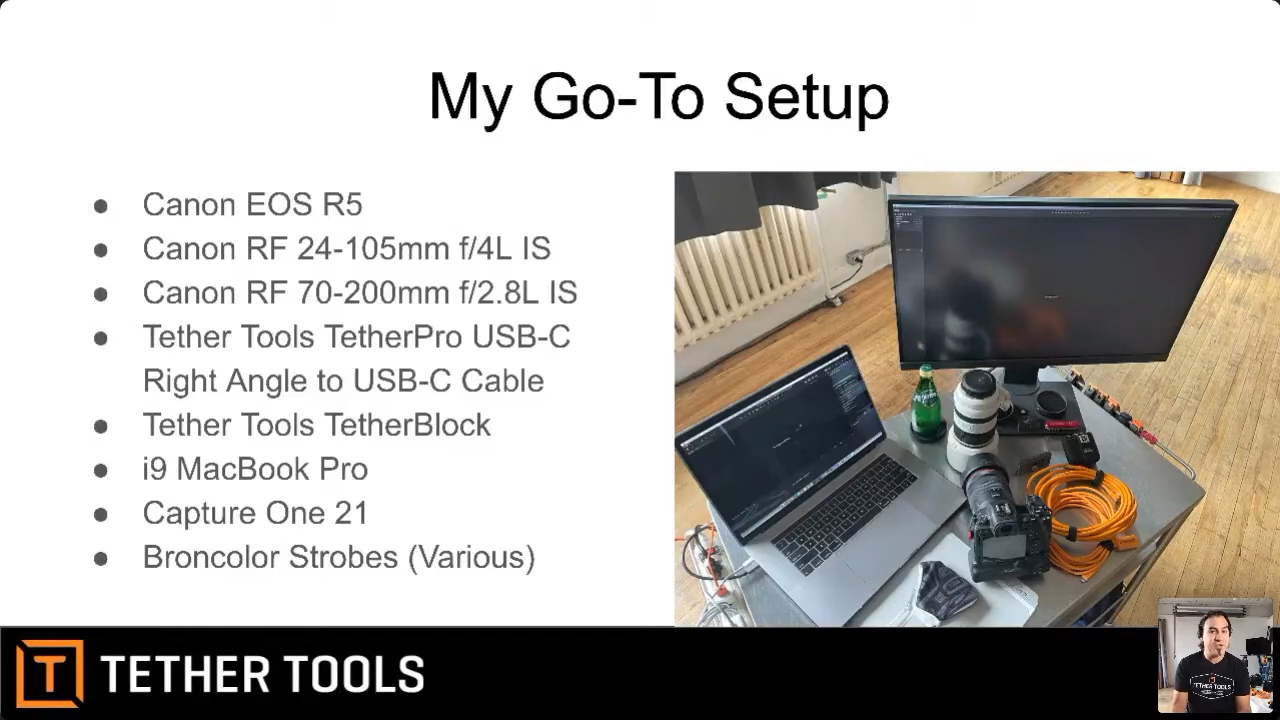 My Go-To Setup
● Canon EOS R5
● Canon RF 24-105mm f/4L IS
● Canon RF 70-200mm f/2.8L IS
● Tether Tools TetherPro USB-C
Right Angle to USB-C Cable
● Tether Tools TetherBlock
● i9 MacBook Pro
● Capture One 21
● Broncolor Strobes (Various)
T TETHER TOOLS
TETHER TOOLS